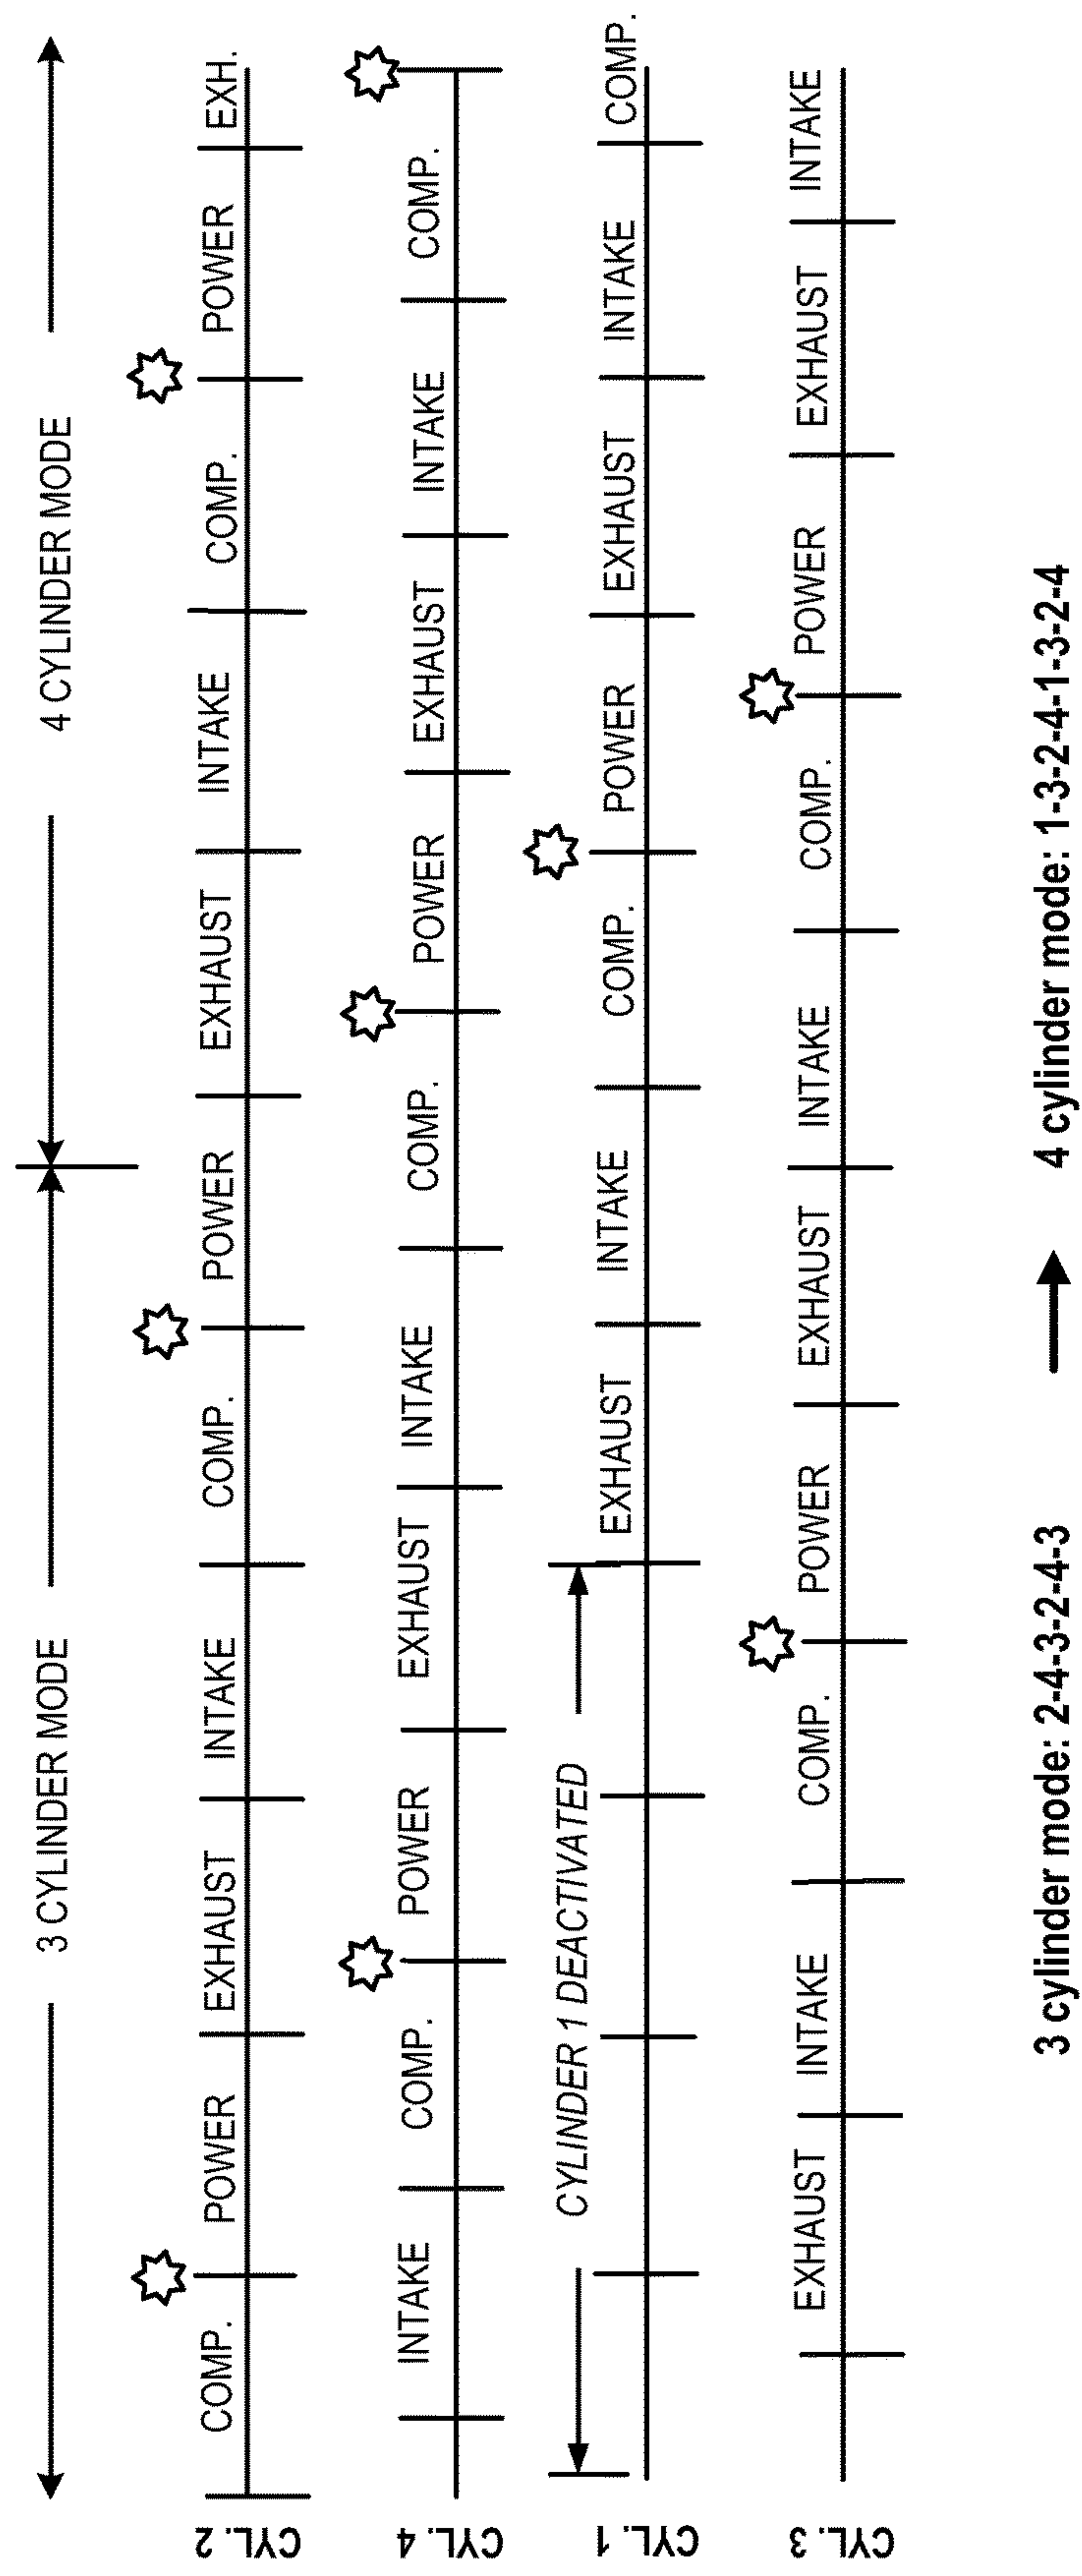 3 CYLINDER MODE 4 CYLINDER MODE
CYL. 2 COMP. POWER EXHAUST INTAKE COMP. POWER EXHAUST INTAKE COMP. POWER EXH.
CYL. 4 INTAKE COMP. POWER EXHAUST INTAKE COMP. POWER EXHAUST INTAKE COMP.
CYLINDER 1 DEACTIVATED
CYL. 1 EXHAUST INTAKE COMP. POWER EXHAUST INTAKE COMP.
CYL. 3 EXHAUST INTAKE COMP. POWER EXHAUST INTAKE COMP. POWER EXHAUST INTAKE
3 cylinder mode: 2-4-3-2-4-3 4 cylinder mode: 1-3-2-4-1-3-2-4